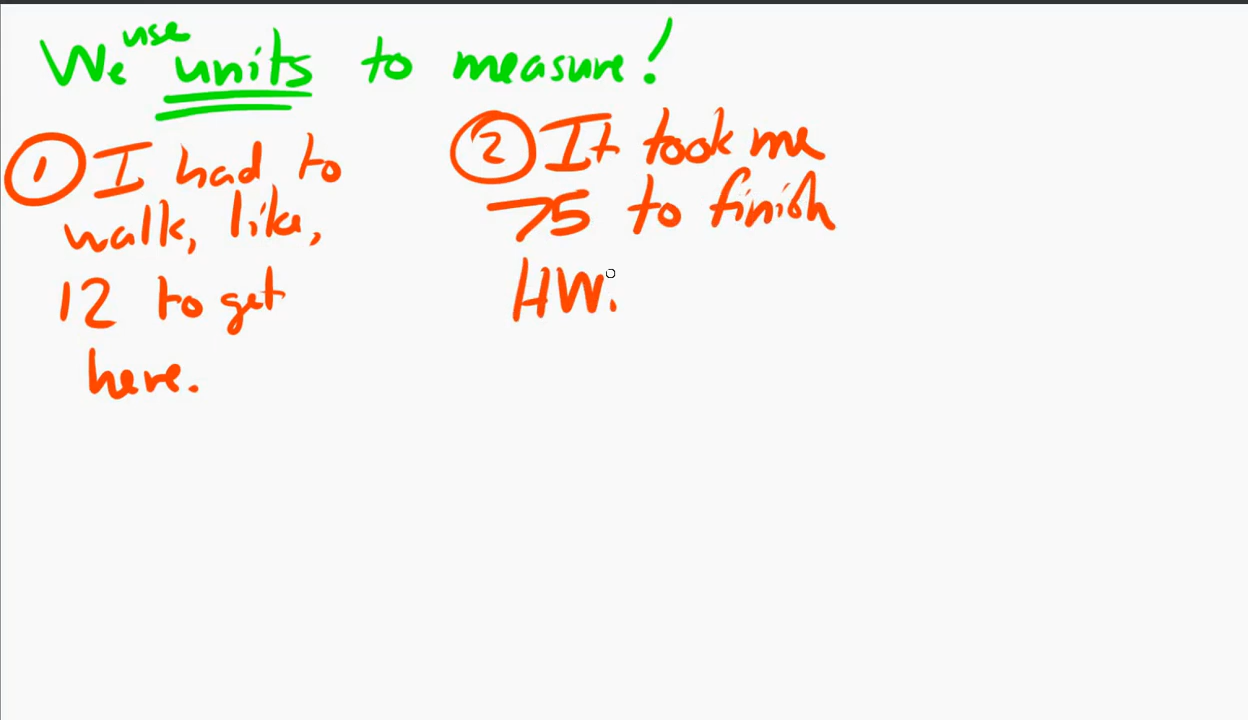 We use units to measure!
1 I had to
walk, like,
12 to get
here.
2 It took me
75 to finish
HW.